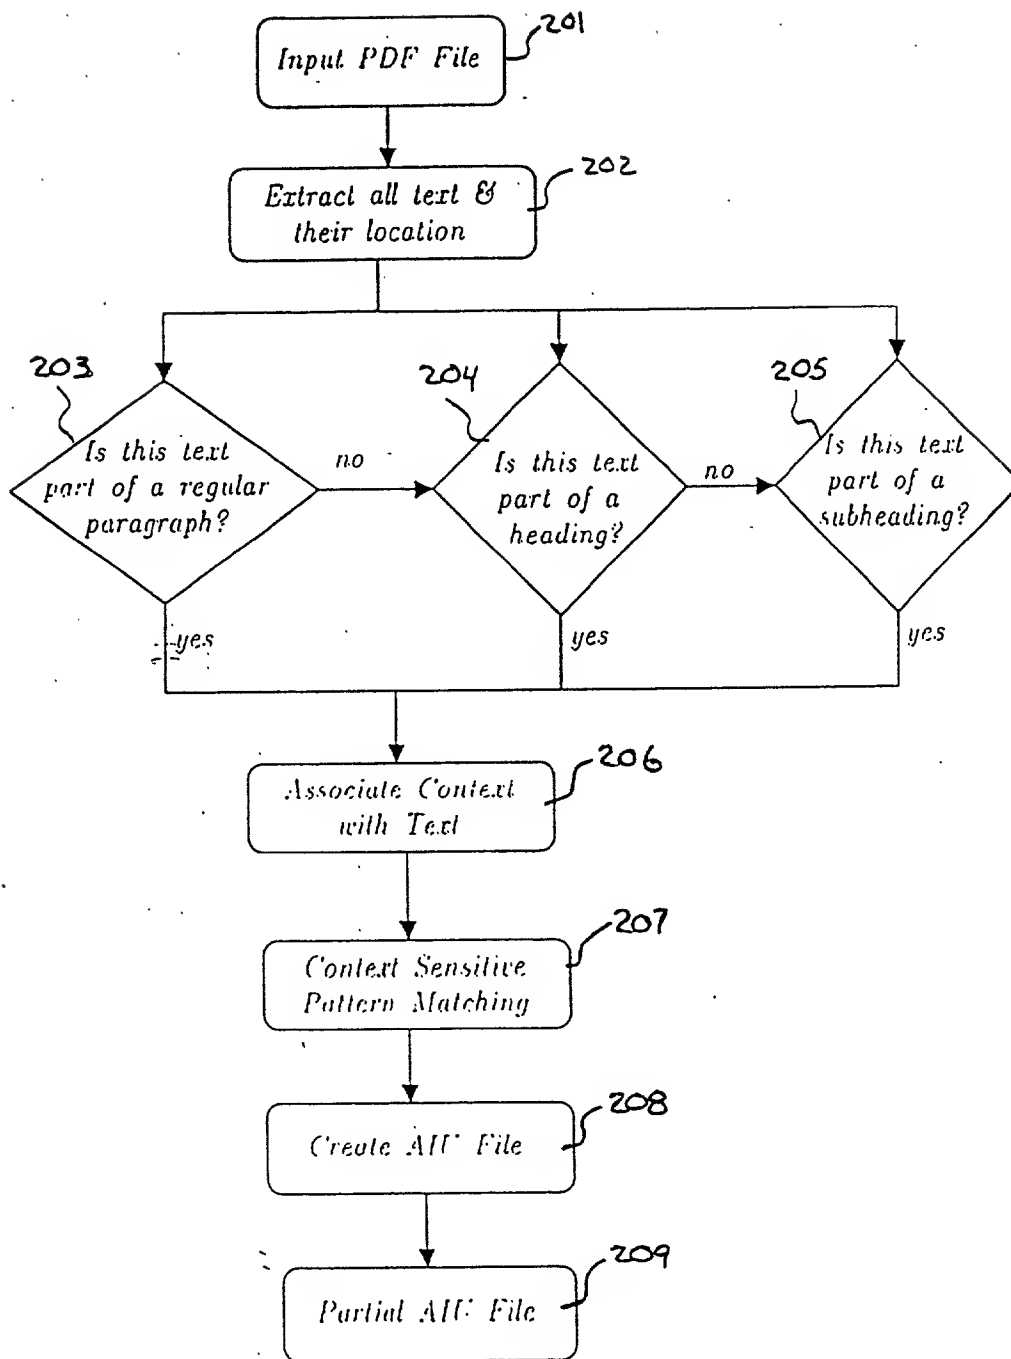 201
Input PDF File
202
Extract all text &
their location
203
204
205
Is this text
part of a regular
paragraph?
no
Is this text
part of a
heading?
no
Is this text
part of a
subheading?
yes
yes
yes
206
Associate Context
with Text
207
Context Sensitive
Pattern Matching
208
Create File
209
Partial File